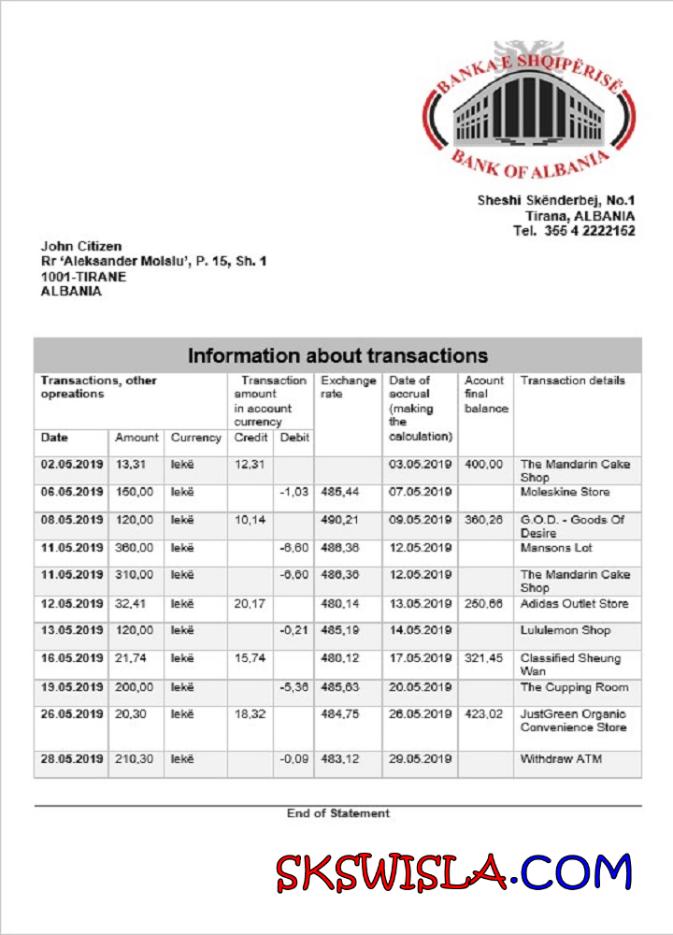 BANKA E SHQIPËRISË
BANK OF ALBANIA
Sheshi Skënderbej, No.1
Tirana, ALBANIA
Tel. 355 4 2222152
John Citizen
Rr ‘Aleksander Moisiu’, P. 15, Sh. 1
1001-TIRANE
ALBANIA
Information about transactions
Transactions, other opreations Transaction amount in account currency Exchange rate Date of accrual (making the calculation) Acount final balance Transaction details
Date Amount Currency Credit Debit
02.05.2019 13,31 lekë 12,31 03.05.2019 400,00 The Mandarin Cake Shop
06.05.2019 150,00 lekë -1,03 485,44 07.05.2019 Moleskine Store
08.05.2019 120,00 lekë 10,14 490,21 09.05.2019 360,26 G.O.D. - Goods Of Desire
11.05.2019 360,00 lekë -6,60 486,36 12.05.2019 Mansons Lot
11.05.2019 310,00 lekë -6,60 486,36 12.05.2019 The Mandarin Cake Shop
12.05.2019 32,41 lekë 20,17 480,14 13.05.2019 250,66 Adidas Outlet Store
13.05.2019 120,00 lekë -0,21 485,19 14.05.2019 Lululemon Shop
16.05.2019 21,74 lekë 15,74 480,12 17.05.2019 321,45 Classified Sheung Wan
19.05.2019 200,00 lekë -5,36 485,63 20.05.2019 The Cupping Room
26.05.2019 20,30 lekë 18,32 484,75 26.05.2019 423,02 JustGreen Organic Convenience Store
28.05.2019 210,30 lekë -0,09 483,12 29.05.2019 Withdraw ATM
End of Statement
SKSWISLA.COM